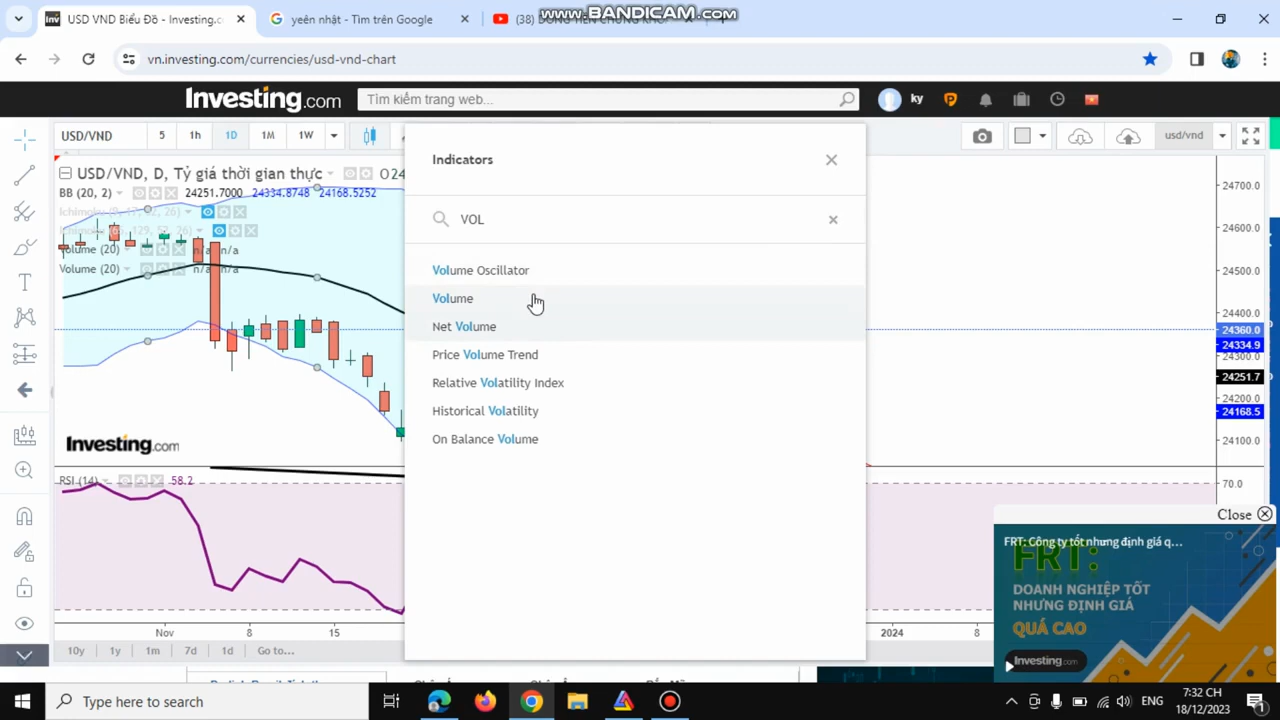 www.BANDICAM.com
USD VND Biểu Đồ - Investing.c
yeên nhật - Tìm trên Google
vn.investing.com/currencies/usd-vnd-chart
Investing.com
Tìm kiếm trang web...
ky
USD/VND
5
1h
1D
1M
1W
Indicators
usd/vnd
USD/VND, D, Tỷ giá thời gian thực
O24
BB (20, 2)
24251.7000
24334.8748
24168.5252
Volume (20)
n/a
n/a
Volume (20)
n/a
n/a
VOL
Volume Oscillator
Volume
Net Volume
Price Volume Trend
Relative Volatility Index
Historical Volatility
On Balance Volume
24700.0
24600.0
24500.0
24400.0
24360.0
24334.9
24300.0
24251.7
24200.0
24168.5
24100.0
Investing.com
RSI (14)
58.2
70.0
Nov
8
15
2024
8
10y
1y
1m
7d
1d
Go to...
Close
FRT: Công ty tốt nhưng định giá q...
FRT:
DOANH NGHIỆP TỐT
NHƯNG ĐỊNH GIÁ
QUÁ CAO
Investing.com
Type here to search
ENG
7:32 CH
18/12/2023
1